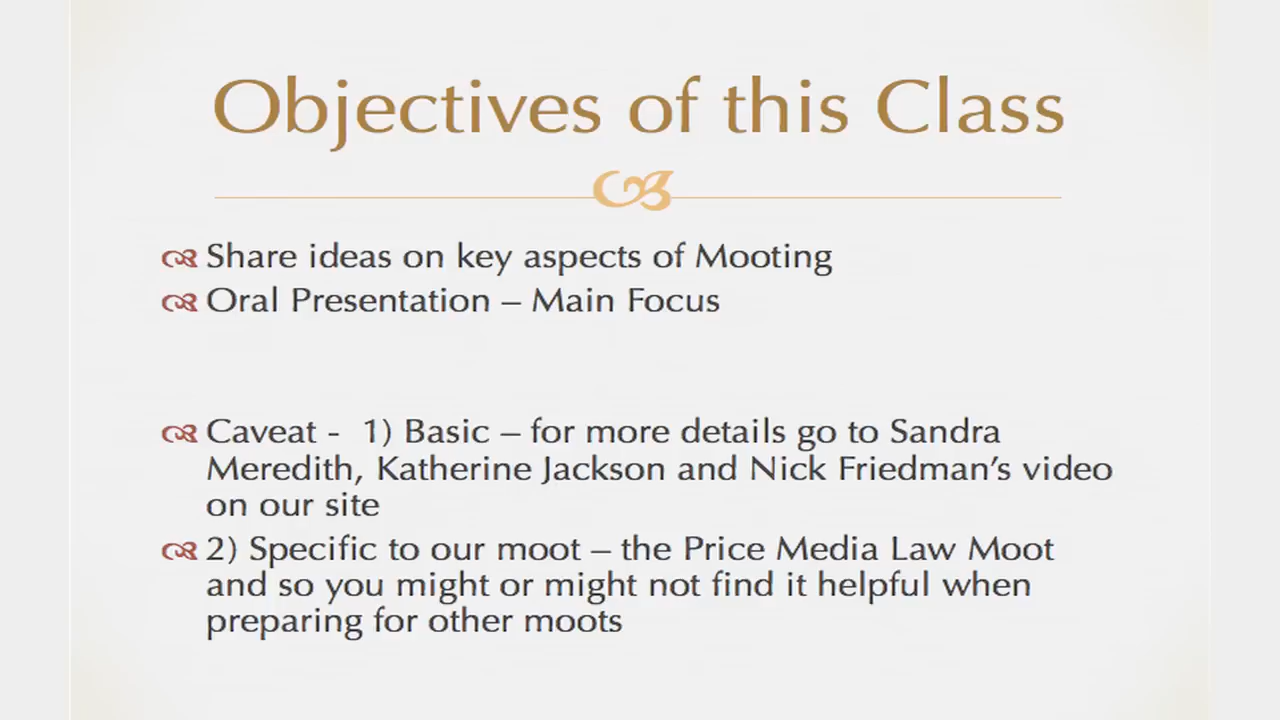 Objectives of this Class
Share ideas on key aspects of Mooting
Oral Presentation – Main Focus
Caveat -  1) Basic – for more details go to Sandra
Meredith, Katherine Jackson and Nick Friedman’s video
on our site
2) Specific to our moot – the Price Media Law Moot
and so you might or might not find it helpful when
preparing for other moots